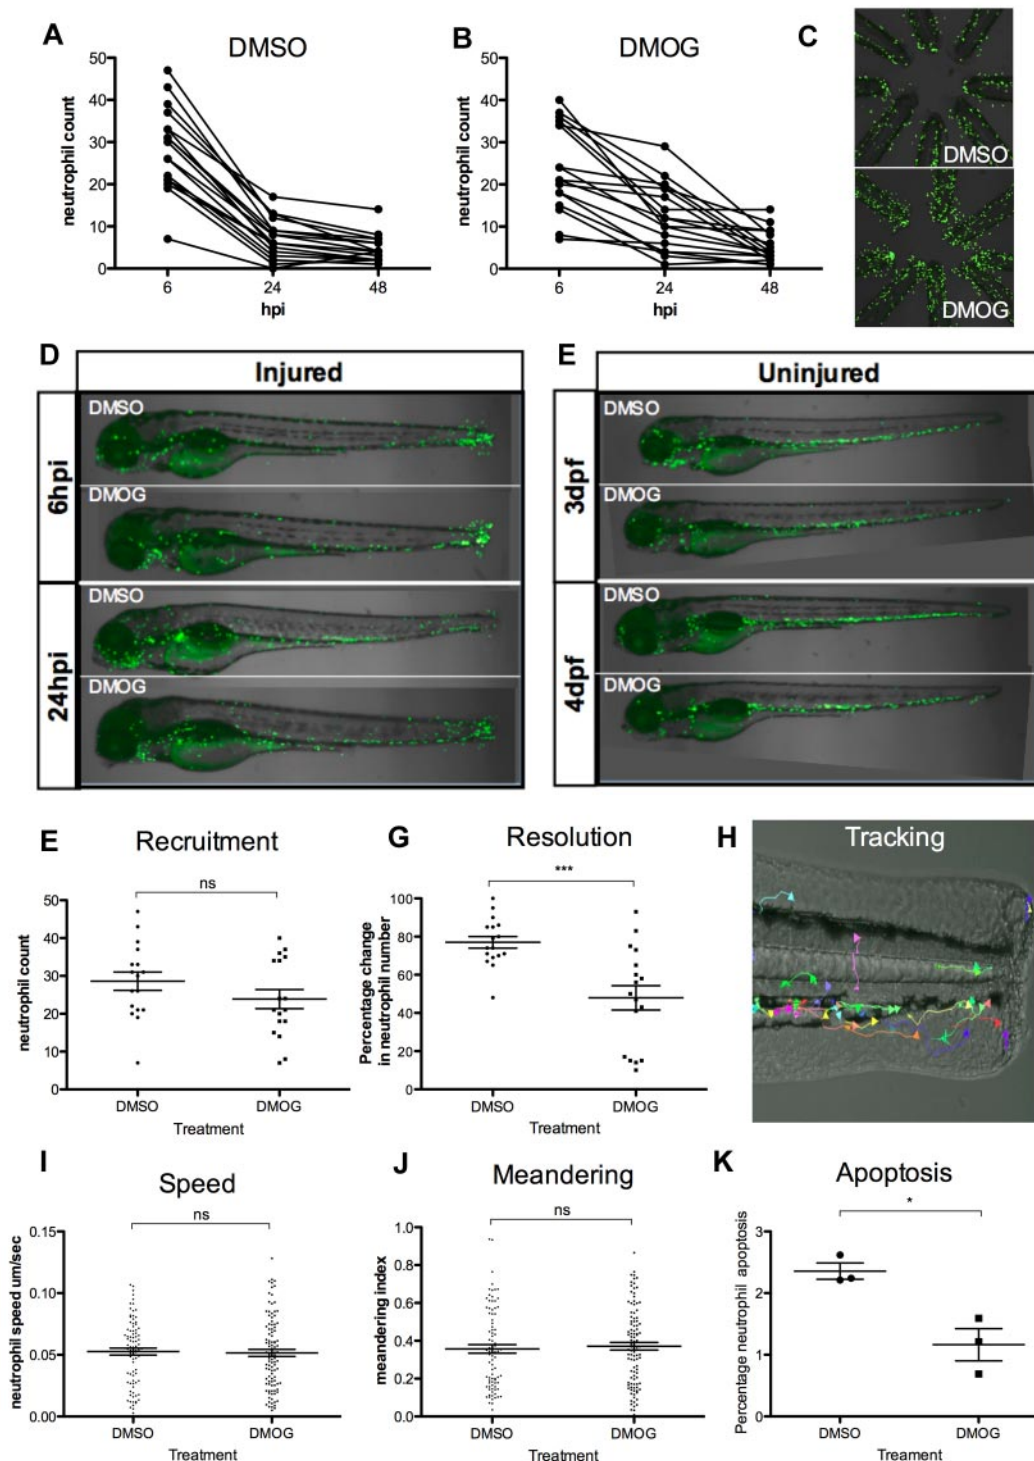 A
DMSO
neutrophil count
50
40
30
20
10
0
6
24
48
hpi
B
DMOG
neutrophil count
50
40
30
20
10
0
6
24
48
hpi
C
DMSO
DMOG
D
Injured
6hpi
DMSO
DMOG
24hpi
DMSO
DMOG
E
Uninjured
3dpf
DMSO
DMOG
4dpf
DMSO
DMOG
E
Recruitment
ns
neutrophil count
50
40
30
20
10
0
DMSO
DMOG
Treatment
G
Resolution
***
Percentage change
in neutrophil number
100
80
60
40
20
0
DMSO
DMOG
Treatment
H
Tracking
I
Speed
ns
neutrophil speed um/sec
0.15
0.10
0.05
0.00
DMSO
DMOG
Treatment
J
Meandering
ns
meandering index
1.0
0.8
0.6
0.4
0.2
0.0
DMSO
DMOG
Treatment
K
Apoptosis
*
Percentage neutrophil apoptosis
3
2
1
0
DMSO
DMOG
Treatment